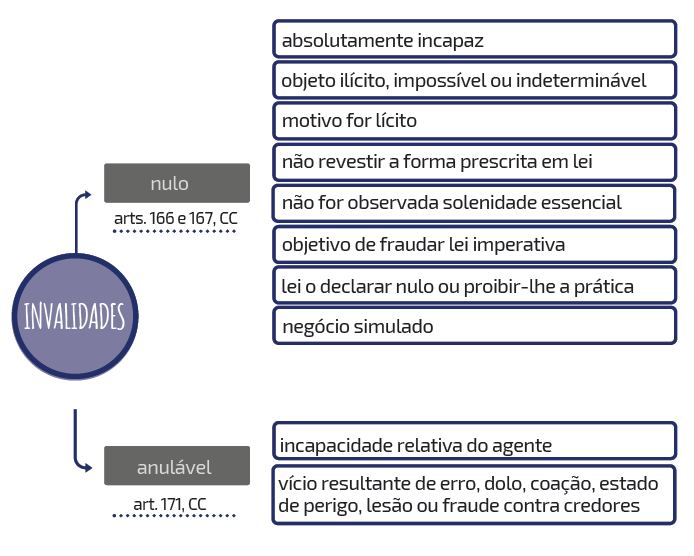 absolutamente incapaz
objeto ilícito, impossível ou indeterminável
motivo for lícito
não revestir a forma prescrita em lei
nulo
não for observada solenidade essencial
arts. 166 e 167, CC
objetivo de fraudar lei imperativa
lei o declarar nulo ou proibir-lhe a prática
INVALIDADES
negócio simulado
incapacidade relativa do agente
anulável
vício resultante de erro, dolo, coação, estado
de perigo, lesão ou fraude contra credores
art. 171, CC